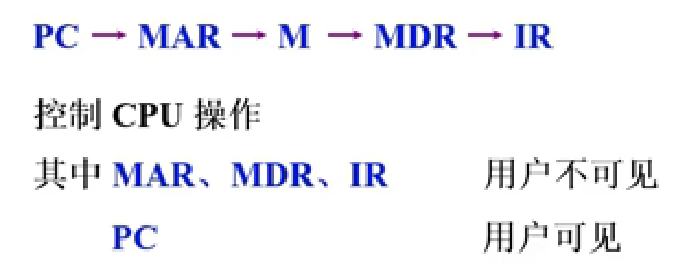 PC → MAR → M → MDR → IR
控制 CPU 操作
其中 MAR、MDR、IR 用户不可见
PC 用户可见